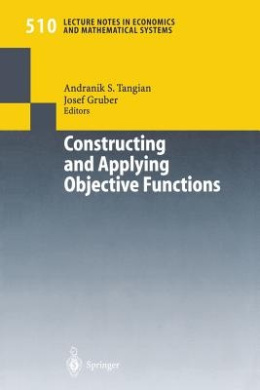 510
LECTURE NOTES IN ECONOMICS
AND MATHEMATICAL SYSTEMS
Andranik S. Tangian
Josef Gruber
Editors
Constructing
and Applying
Objective Functions
Springer